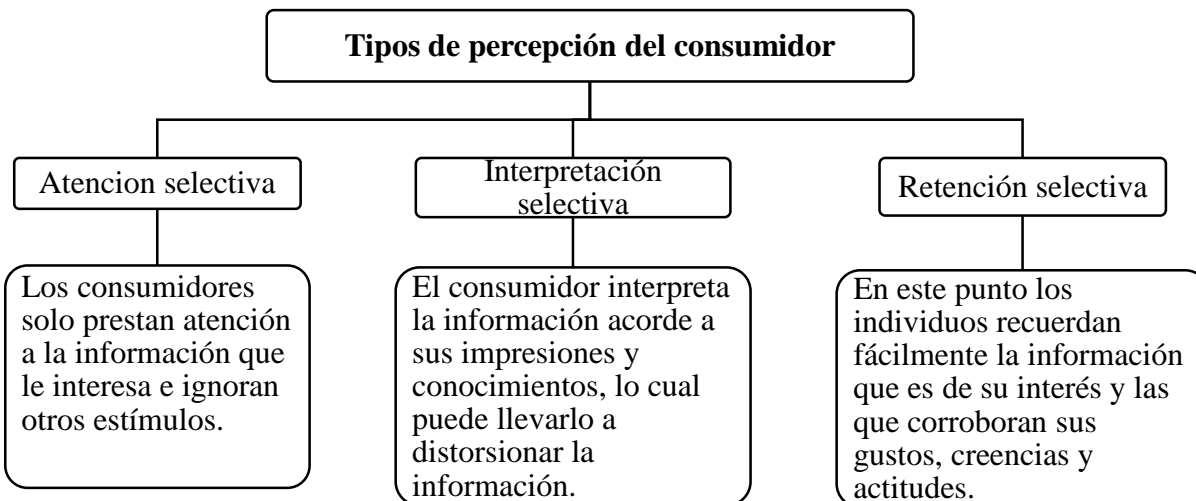 Tipos de percepción del consumidor
Atencion selectiva
Interpretación
selectiva
Retención selectiva
Los consumidores
solo prestan atención
a la información que
le interesa e ignoran
otros estímulos.
El consumidor interpreta
la información acorde a
sus impresiones y
conocimientos, lo cual
puede llevarlo a
distorsionar la
información.
En este punto los
individuos recuerdan
fácilmente la información
que es de su interés y las
que corroboran sus
gustos, creencias y
actitudes.